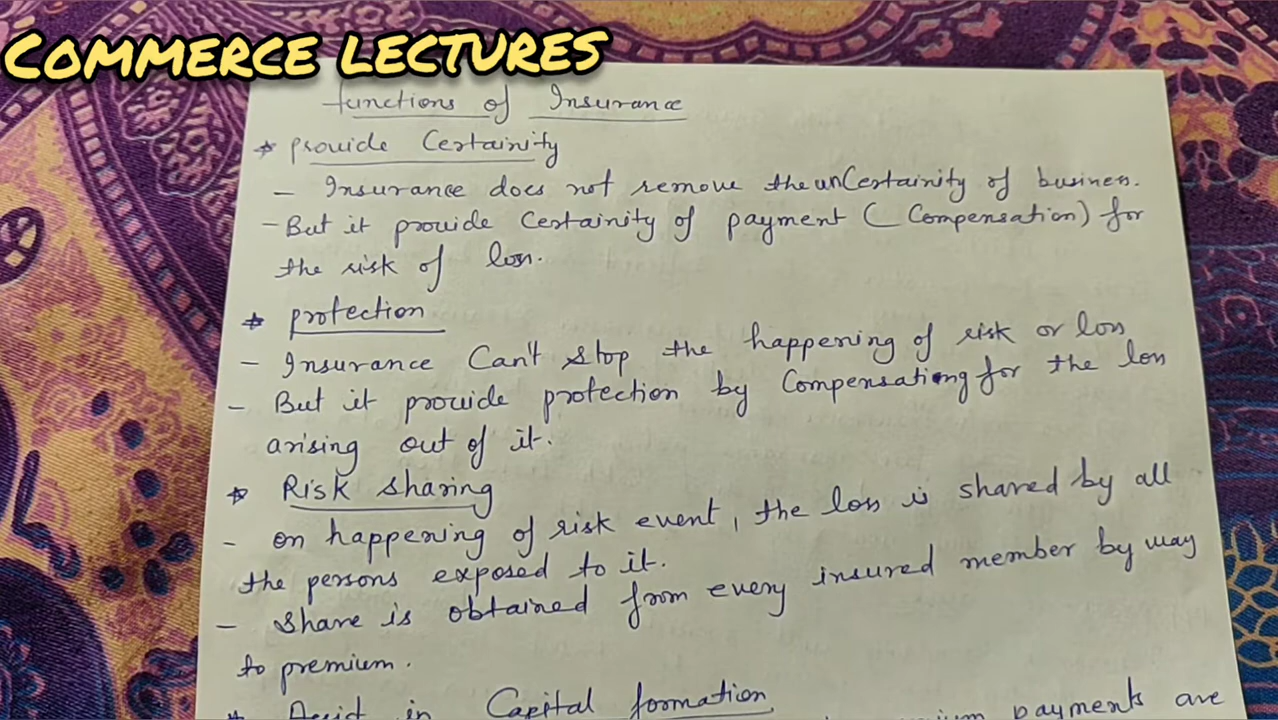 COMMERCE LECTURES
functions of Insurance
* provide Certainity
- Insurance does not remove the unCertainity of business.
- But it provide Certainity of payment (Compensation) for
the risk of loss.
* protection
- Insurance Can't stop the happening of risk or loss
- But it provide protection by Compensating for the loss
arising out of it.
* Risk sharing
- on happening of risk event, the loss is shared by all
the persons exposed to it.
- share is obtained from every insured member by way
to premium.
* in Capital formation
payments are